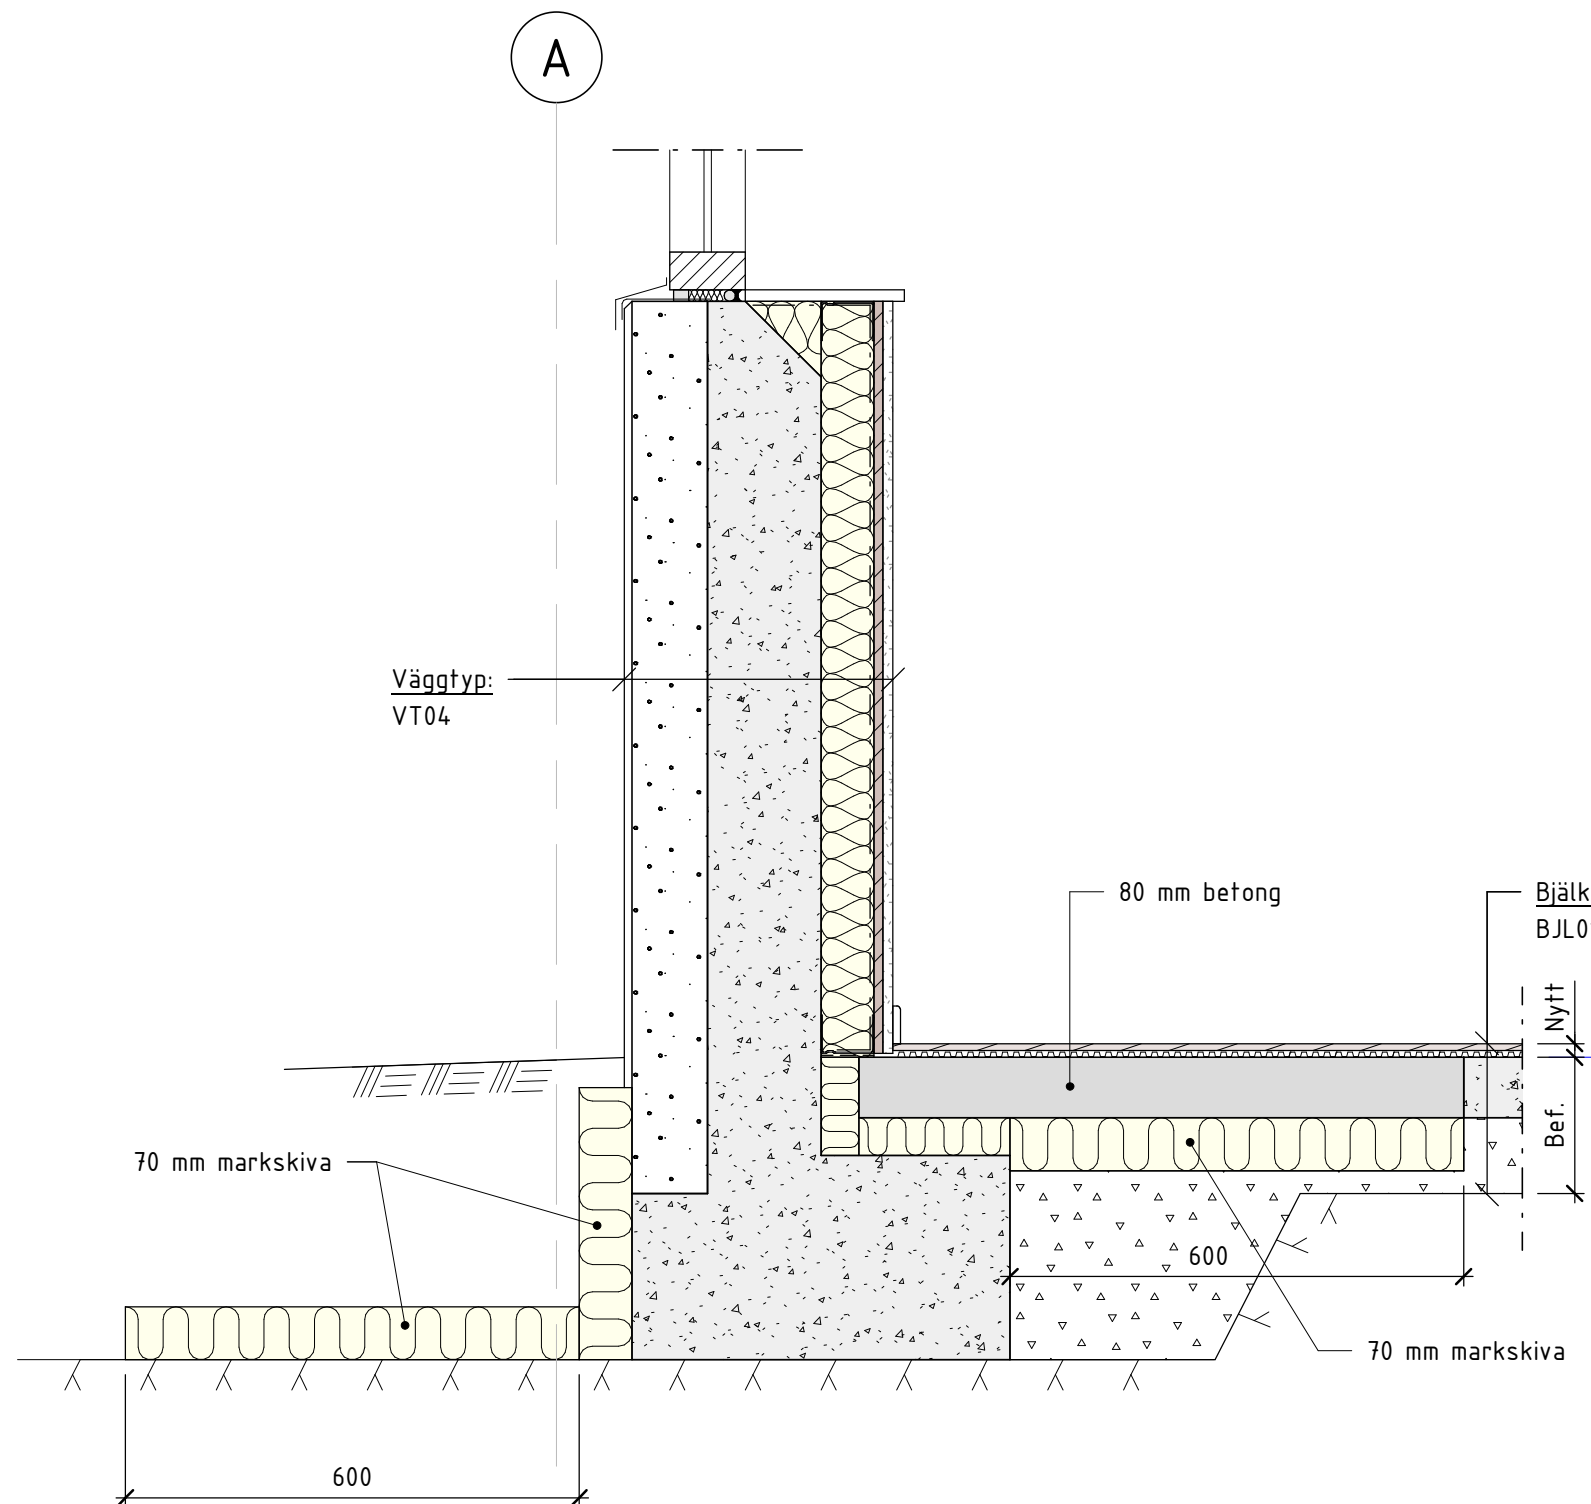 A
Väggtyp:
VT04
80 mm betong
Bjälk
BJL0
Nytt
Bef.
70 mm markskiva
600
70 mm markskiva
600